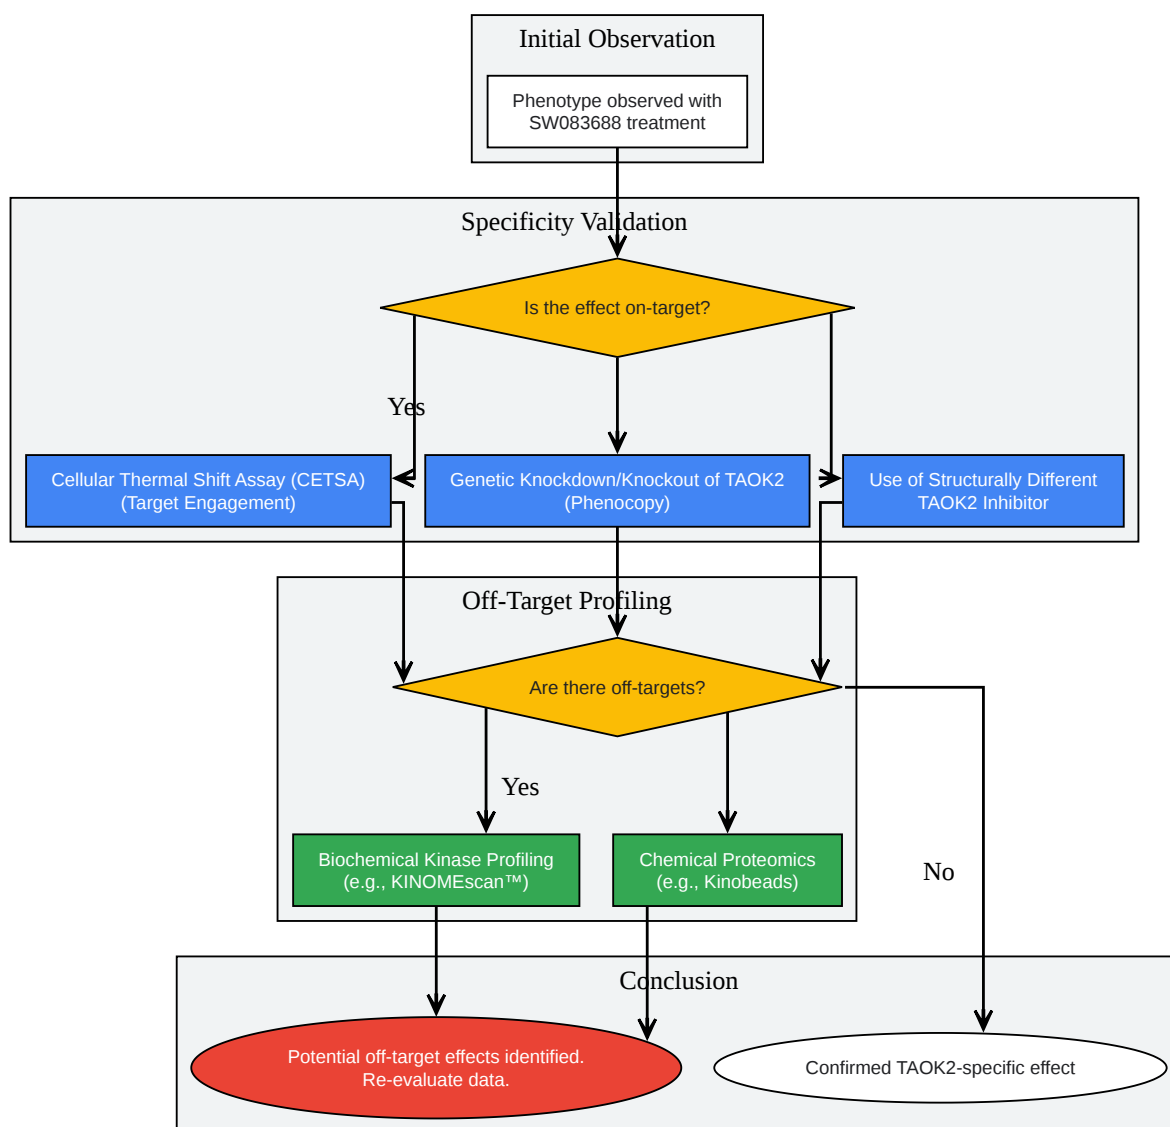 Initial Observation
Phenotype observed with
SW083688 treatment
Specificity Validation
Is the effect on-target?
Yes
Cellular Thermal Shift Assay (CETSA)
(Target Engagement)
Genetic Knockdown/Knockout of TAOK2
(Phenocopy)
Use of Structurally Different
TAOK2 Inhibitor
Off-Target Profiling
Are there off-targets?
Yes
Biochemical Kinase Profiling
(e.g., KINOMEscan™)
Chemical Proteomics
(e.g., Kinobeads)
No
Conclusion
Potential off-target effects identified.
Re-evaluate data.
Confirmed TAOK2-specific effect